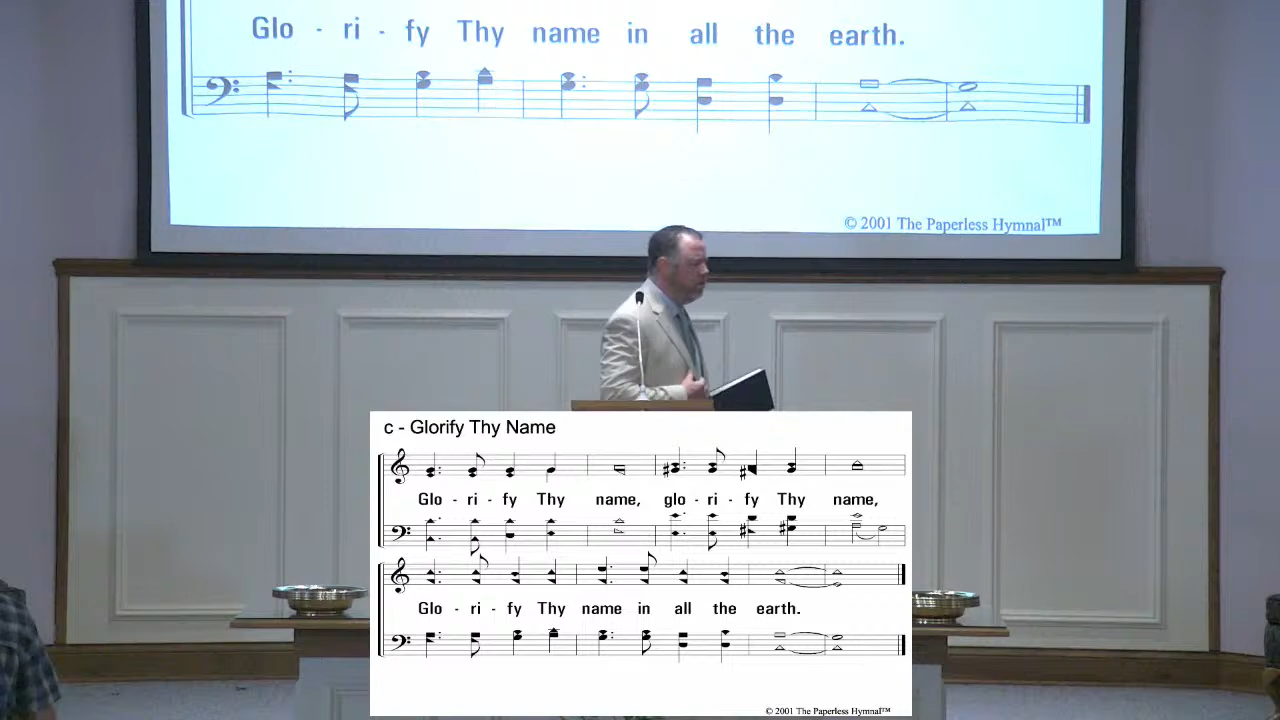 Glo - ri - fy Thy name in all the earth.
© 2001 The Paperless Hymnal™
c - Glorify Thy Name
Glo - ri - fy Thy name, glo - ri - fy Thy name,
Glo - ri - fy Thy name in all the earth.
© 2001 The Paperless Hymnal™